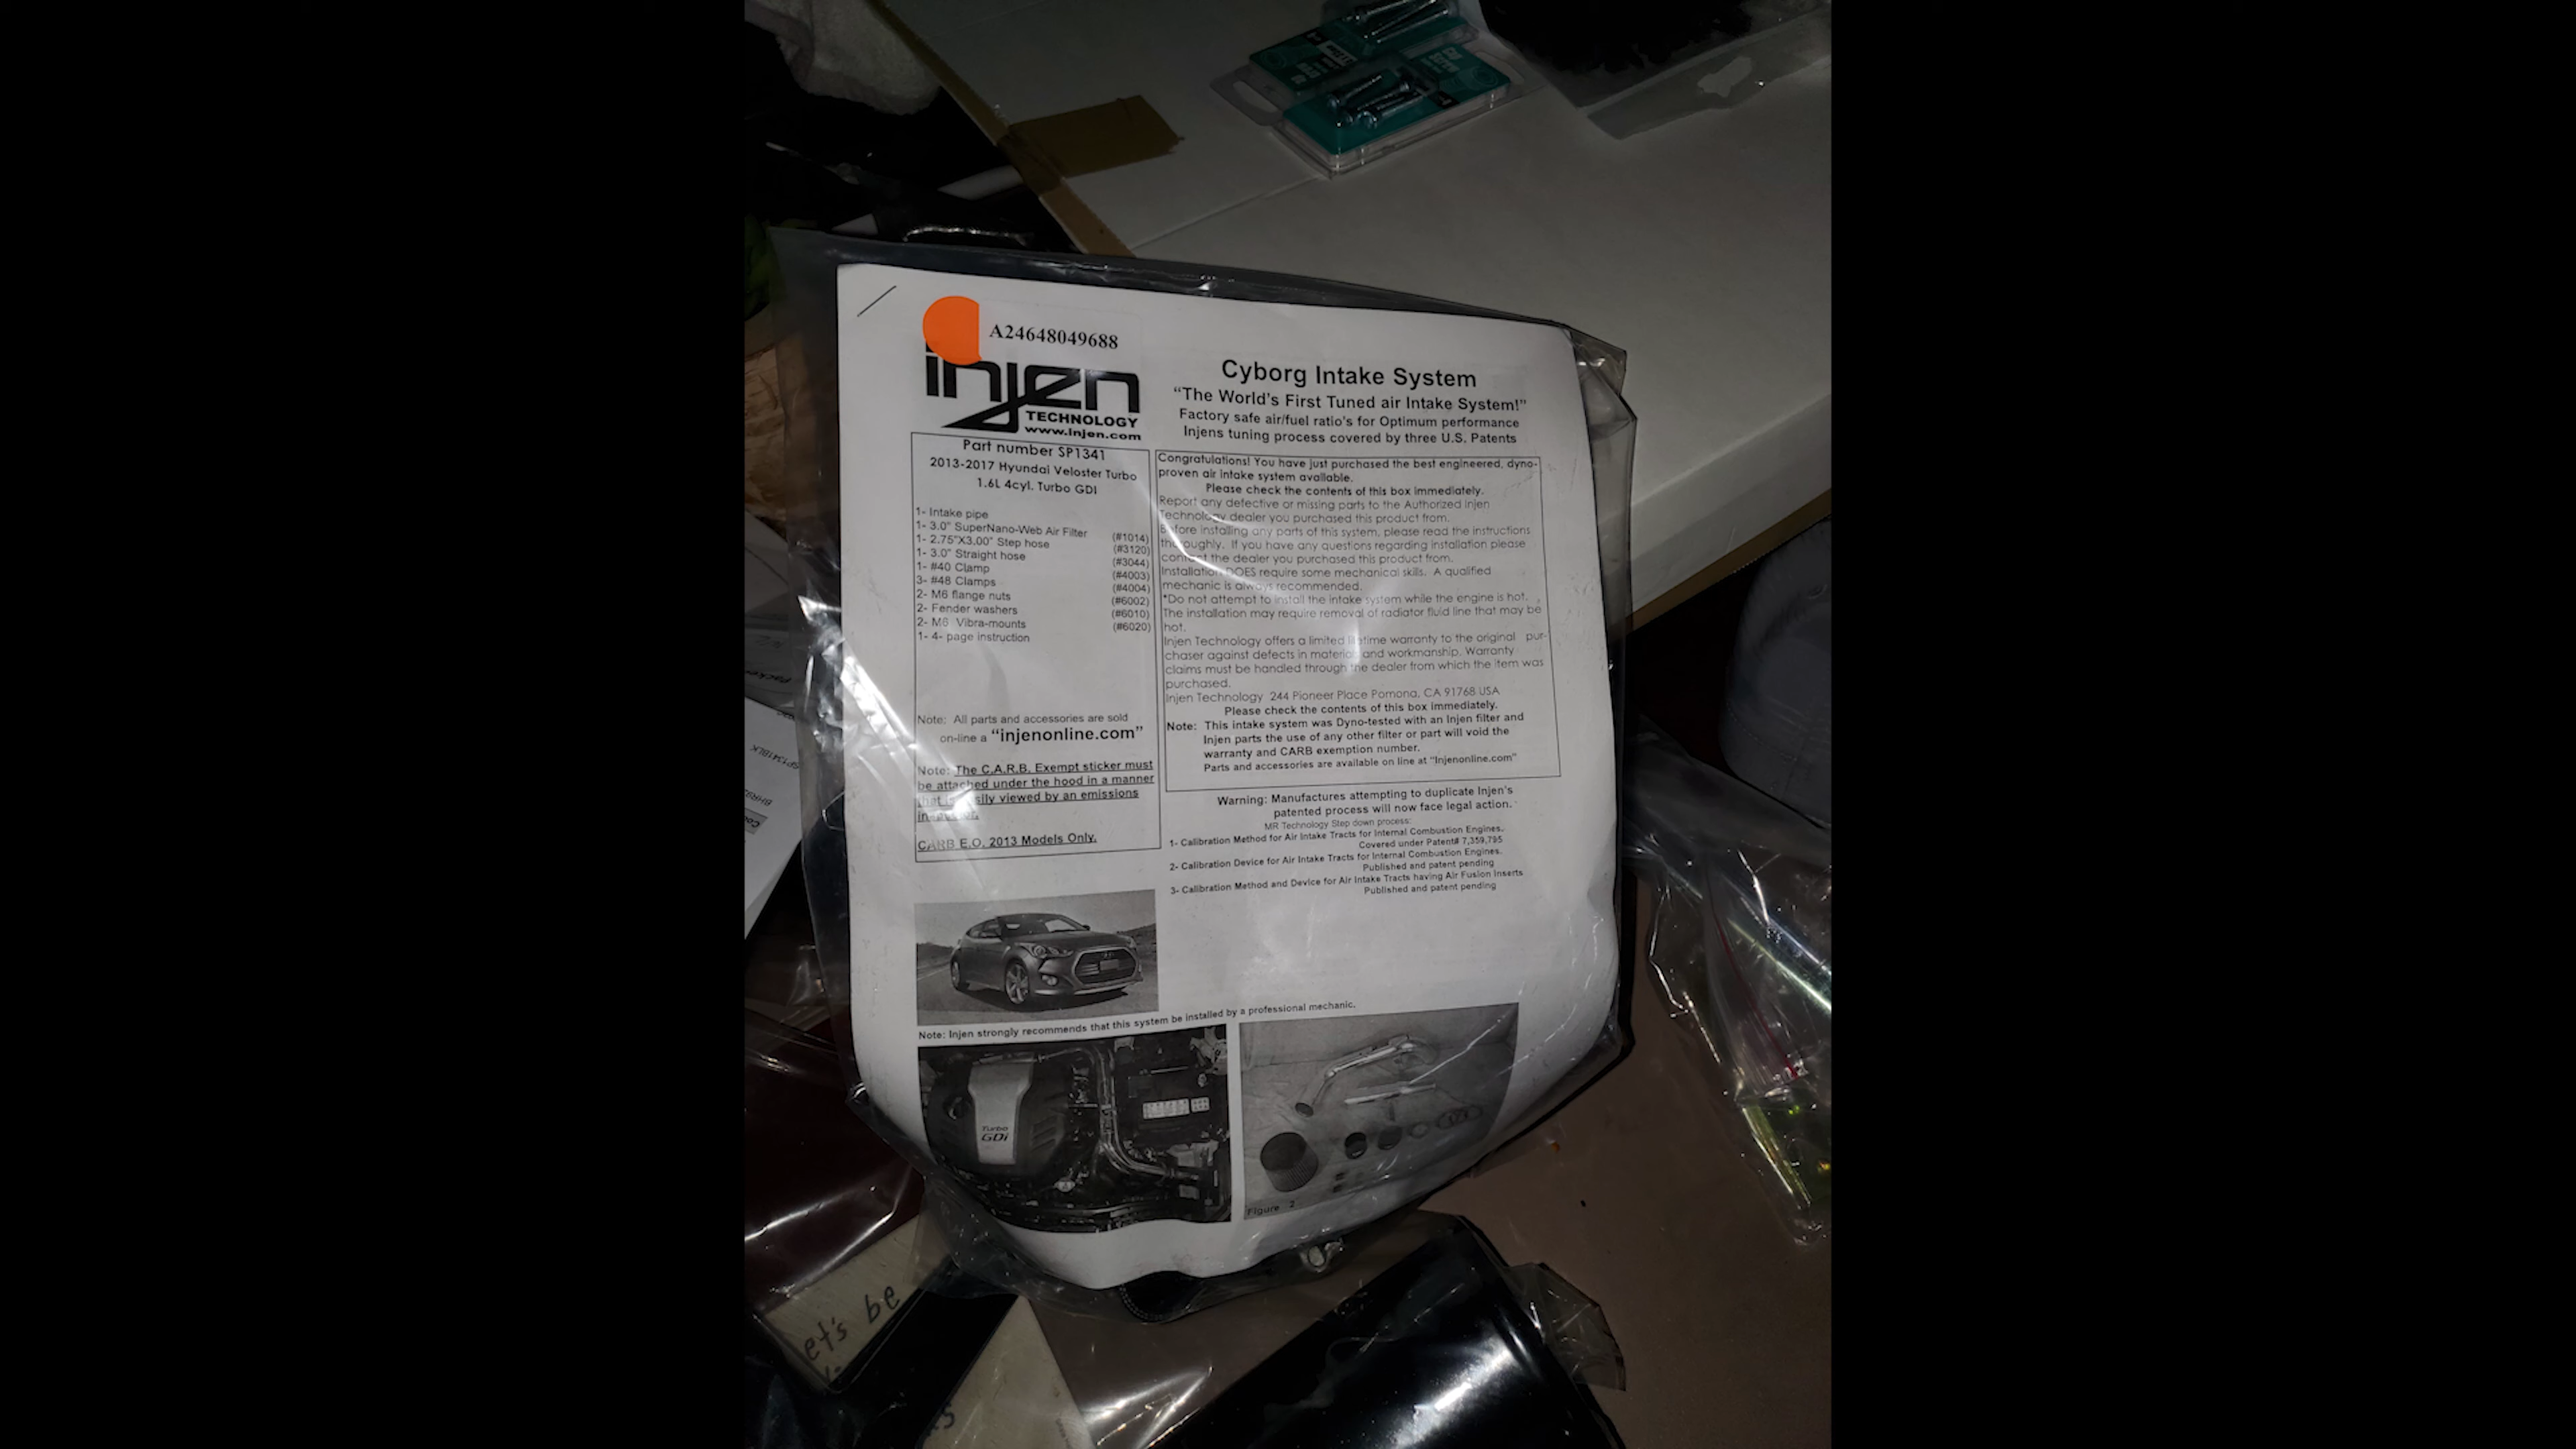 A24648049688
injen
TECHNOLOGY
www.injen.com
Cyborg Intake System
“The World's First Tuned air Intake System!”
Factory safe air/fuel ratio's for Optimum performance
Injens tuning process covered by three U.S. Patents
Part number SP1341
2013-2017 Hyundai Veloster Turbo
1.6L 4cyl. Turbo GDI
1- Intake pipe
1- 3.0" SuperNano-Web Air Filter (#1014)
1- 2.75"X3.00" Step hose (#3120)
1- 3.0" Straight hose (#3044)
1- #40 Clamp (#4003)
3- #48 Clamps (#4004)
2- M6 flange nuts (#6002)
2- Fender washers (#6010)
2- M6 Vibra-mounts (#6020)
1- 4- page instruction
Note: All parts and accessories are sold
on-line a “injenonline.com”
Note: The C.A.R.B. Exempt sticker must
be attached under the hood in a manner
that easily viewed by an emissions
CARB E.O. 2013 Models Only.
Congratulations! You have just purchased the best engineered, dyno-
proven air intake system available.
Please check the contents of this box immediately.
Report any defective or missing parts to the Authorized Injen
Technology dealer you purchased this product from.
Before installing any parts of this system, please read the instructions
thoroughly. If you have any questions regarding installation please
contact the dealer you purchased this product from.
Installation DOES require some mechanical skills. A qualified
mechanic is always recommended.
*Do not attempt to install the intake system while the engine is hot.
The installation may require removal of radiator fluid line that may be
hot.
Injen Technology offers a limited lifetime warranty to the original pur-
chaser against defects in materials and workmanship. Warranty
claims must be handled through the dealer from which the item was
purchased.
Injen Technology 244 Pioneer Place Pomona, CA 91768 USA
Please check the contents of this box immediately.
Note: This intake system was Dyno-tested with an Injen filter and
Injen parts the use of any other filter or part will void the
warranty and CARB exemption number.
Parts and accessories are available on line at “Injenonline.com”
Warning: Manufactures attempting to duplicate Injen's
patented process will now face legal action.
MR Technology Step down process:
1- Calibration Method for Air Intake Tracts for Internal Combustion Engines.
Covered under Patent# 7,359,795
2- Calibration Device for Air Intake Tracts for Internal Combustion Engines.
Published and patent pending
3- Calibration Method and Device for Air Intake Tracts having Air Fusion Inserts
Published and patent pending
Note: Injen strongly recommends that this system be installed by a professional mechanic.
Turbo
GDi
Figure 2
SP1341BLK
et's be